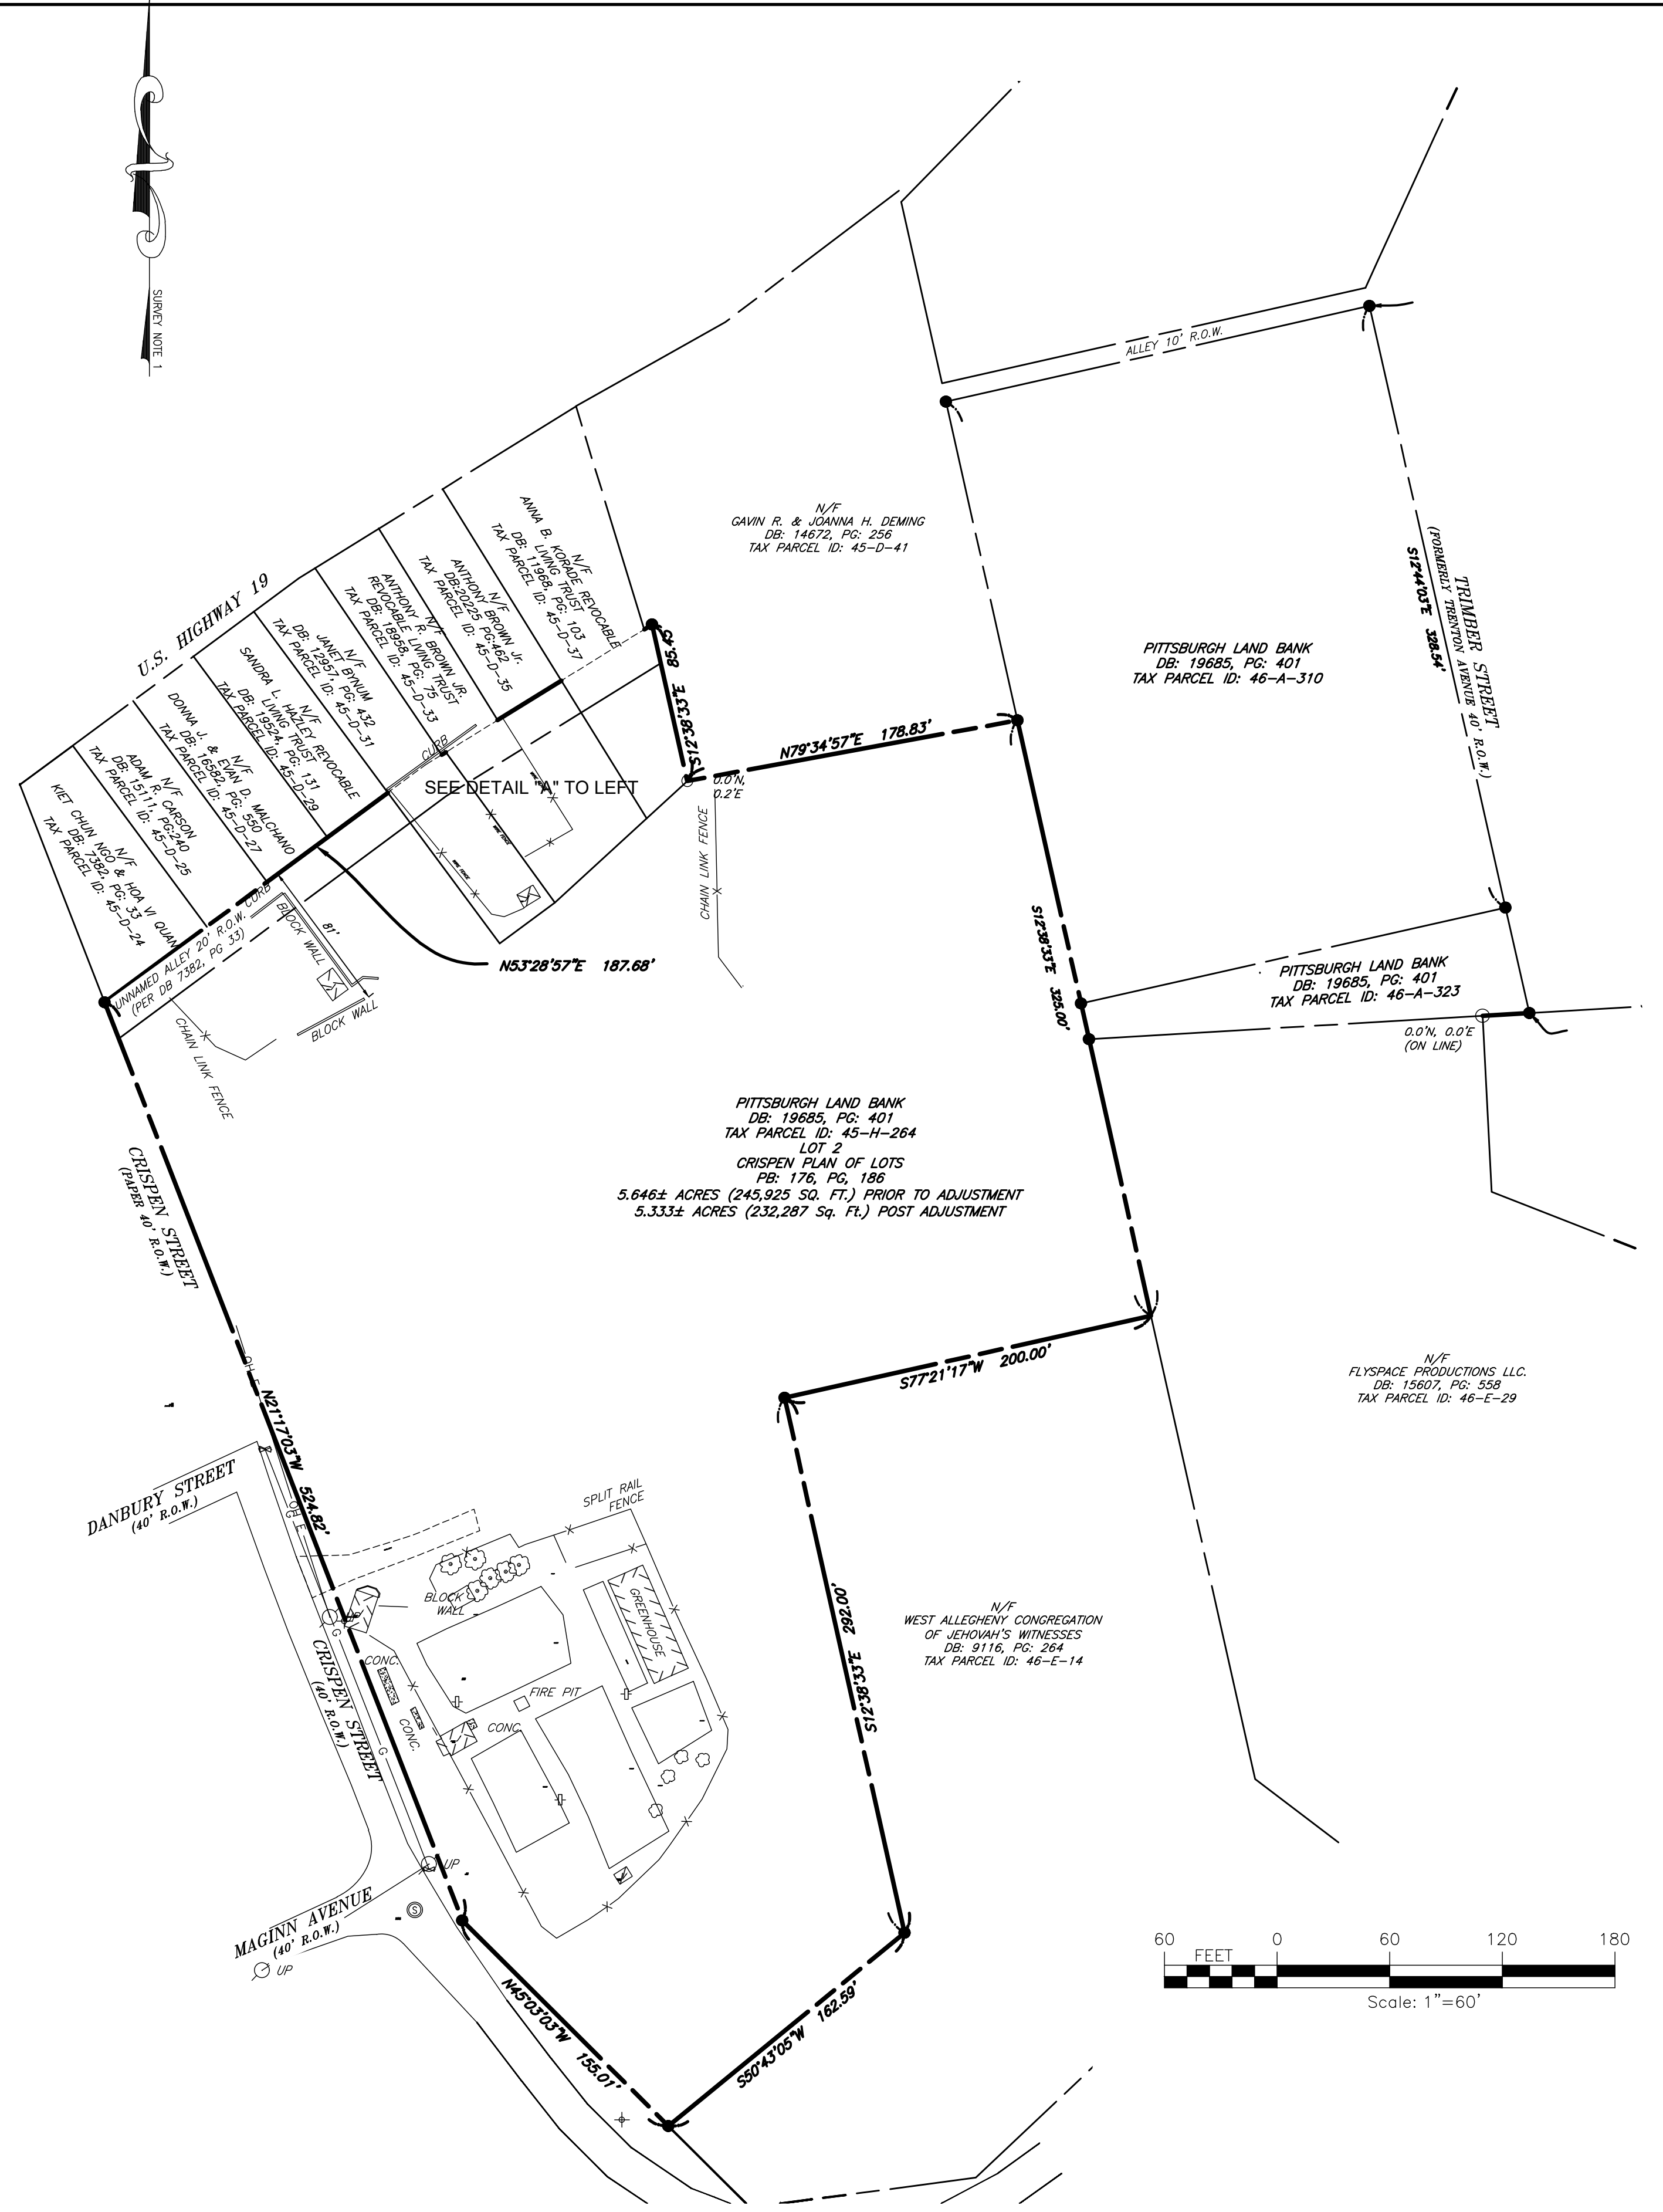 SURVEY NOTE 1
ALLEY 10' R.O.W.
U.S. HIGHWAY 19
N/F
GAVIN R. & JOANNA H. DEMING
DB: 14672, PG: 256
TAX PARCEL ID: 45-D-41
N/F
ANNA B. KORADE REVOCABLE
LIVING TRUST
DB: 11968, PG: 103
TAX PARCEL ID: 45-D-37
N/F
ANTHONY BROWN Jr.
DB:20225 PG:462
TAX PARCEL ID: 45-D-35
N/F
ANTHONY R. BROWN JR.
REVOCABLE LIVING TRUST
DB: 18958, PG: 75
TAX PARCEL ID: 45-D-33
N/F
JANET BYNUM
DB: 12957, PG: 432
TAX PARCEL ID: 45-D-31
N/F
SANDRA L. HAZLEY REVOCABLE
LIVING TRUST
DB: 19524, PG: 131
TAX PARCEL ID: 45-D-29
N/F
DONNA J. & EVAN D. MALCHANO
DB: 16582, PG: 550
TAX PARCEL ID: 45-D-27
N/F
ADAM R. CARSON
DB: 15111, PG:240
TAX PARCEL ID: 45-D-25
N/F
KIET CHUN NGO & HOA VI QUAN
DB: 7382, PG: 33
TAX PARCEL ID: 45-D-24
TRIMBER STREET
(FORMERLY TRENTON AVENUE 40' R.O.W.)
S12°44'03"E 328.54'
PITTSBURGH LAND BANK
DB: 19685, PG: 401
TAX PARCEL ID: 46-A-310
S12°38'33"E 85.45'
N79°34'57"E 178.83'
CURB
SEE DETAIL "A" TO LEFT
0.0'N,
0.2'E
CHAIN LINK FENCE
CURB
UNNAMED ALLEY 20' R.O.W.
(PER DB 7382, PG 33)
BLOCK WALL
81'
BLOCK WALL
N53°28'57"E 187.68'
CHAIN LINK FENCE
S12°38'33"E 325.00'
PITTSBURGH LAND BANK
DB: 19685, PG: 401
TAX PARCEL ID: 46-A-323
0.0'N, 0.0'E
(ON LINE)
PITTSBURGH LAND BANK
DB: 19685, PG: 401
TAX PARCEL ID: 45-H-264
LOT 2
CRISPEN PLAN OF LOTS
PB: 176, PG, 186
5.646± ACRES (245,925 SQ. FT.) PRIOR TO ADJUSTMENT
5.333± ACRES (232,287 Sq. Ft.) POST ADJUSTMENT
CRISPEN STREET
(PAPER 40' R.O.W.)
S77°21'17"W 200.00'
N/F
FLYSPACE PRODUCTIONS LLC.
DB: 15607, PG: 558
TAX PARCEL ID: 46-E-29
OH E
N21°17'03"W 524.82'
DANBURY STREET
(40' R.O.W.)
OH E
G
SPLIT RAIL
FENCE
BLOCK
WALL
GREENHOUSE
UP
G
CONC.
FIRE PIT
CONC.
CONC.
CRISPEN STREET
(40' R.O.W.)
G
S12°38'33"E 292.00'
N/F
WEST ALLEGHENY CONGREGATION
OF JEHOVAH'S WITNESSES
DB: 9116, PG: 264
TAX PARCEL ID: 46-E-14
UP
S
MAGINN AVENUE
(40' R.O.W.)
UP
N45°03'03"W 155.01'
S50°43'05"W 162.59'
60 0 60 120 180
FEET
Scale: 1"=60'